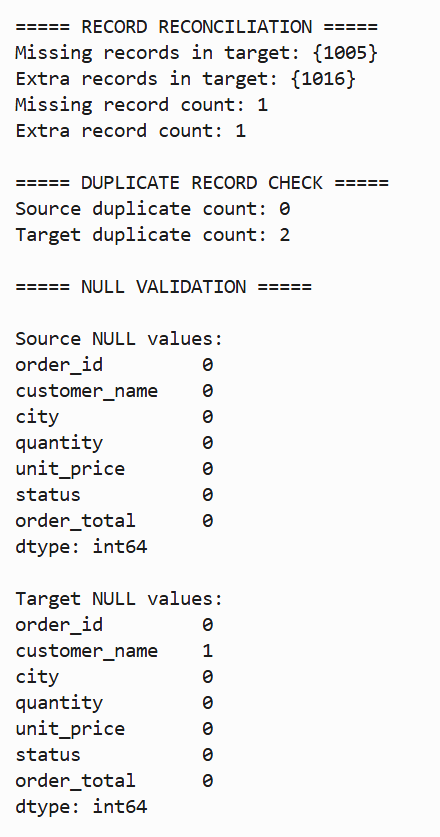 ===== RECORD RECONCILIATION =====
Missing records in target: {1005}
Extra records in target: {1016}
Missing record count: 1
Extra record count: 1

===== DUPLICATE RECORD CHECK =====
Source duplicate count: 0
Target duplicate count: 2

===== NULL VALIDATION =====

Source NULL values:
order_id         0
customer_name    0
city             0
quantity         0
unit_price       0
status           0
order_total      0
dtype: int64

Target NULL values:
order_id         0
customer_name    1
city             0
quantity         0
unit_price       0
status           0
order_total      0
dtype: int64